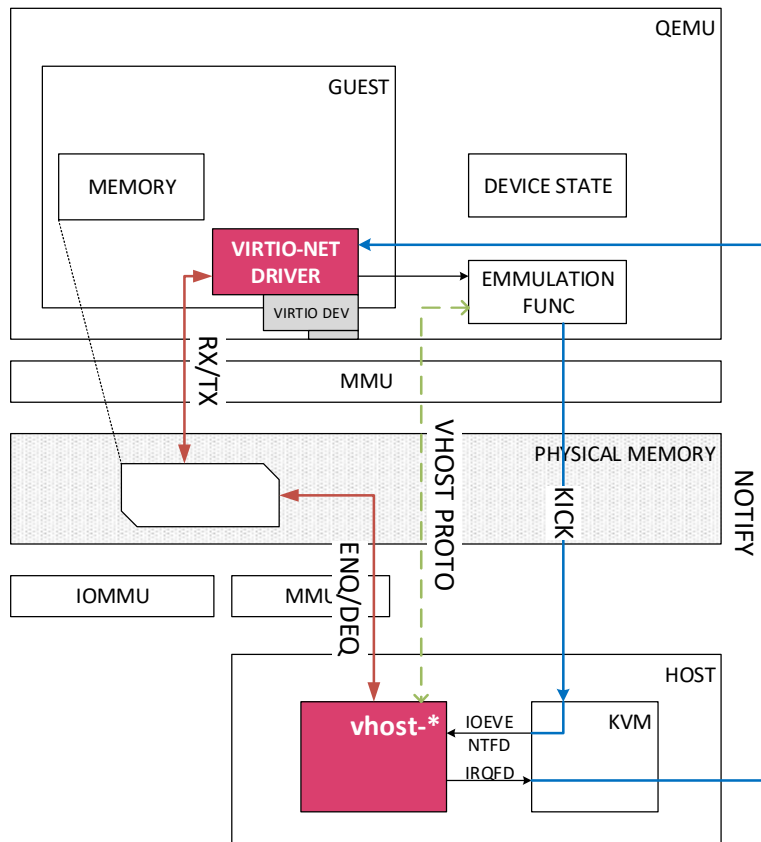 QEMU
GUEST
MEMORY
DEVICE STATE
VIRTIO-NET
DRIVER
EMMULATION
FUNC
VIRTIO DEV
RX/TX
MMU
VHOST PROTO
PHYSICAL MEMORY
KICK
NOTIFY
ENQ/DEQ
IOMMU
MMU
HOST
vhost-*
IOEVE
NTFD
KVM
IRQFD